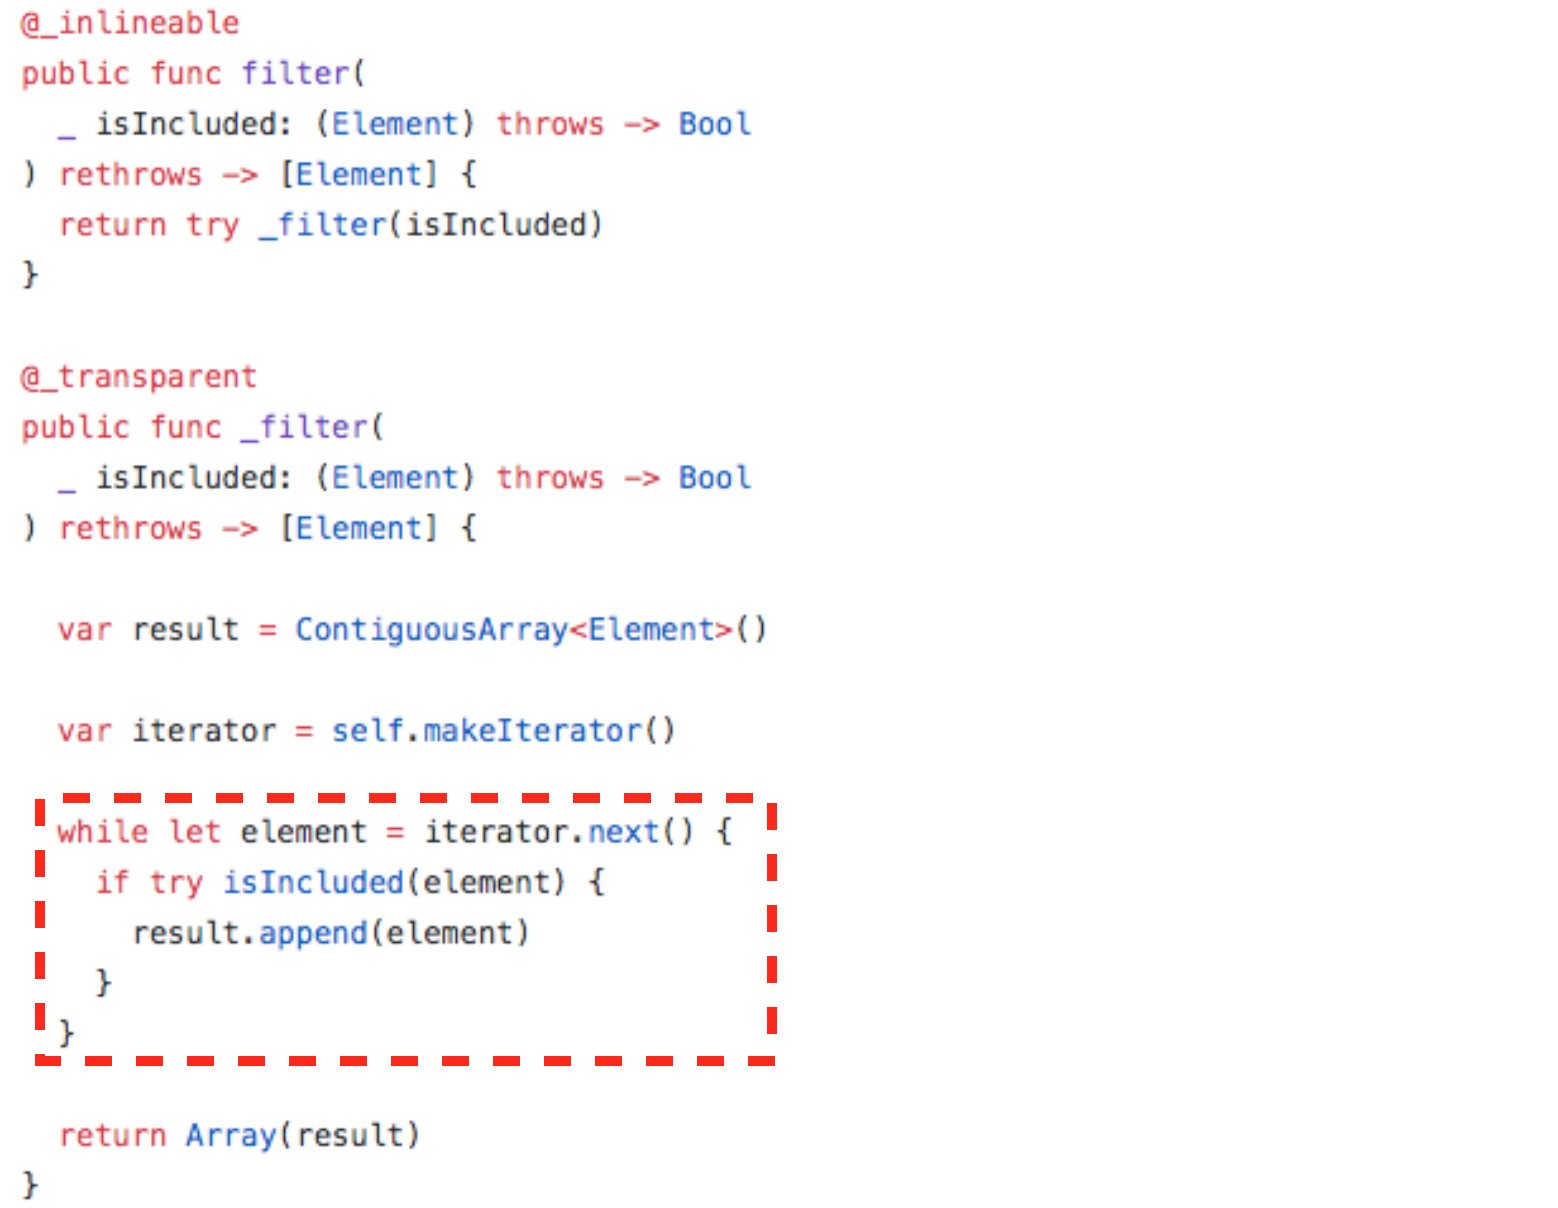 @_inlineable
public func filter(
  _ isIncluded: (Element) throws -> Bool
) rethrows -> [Element] {
  return try _filter(isIncluded)
}
@_transparent
public func _filter(
  _ isIncluded: (Element) throws -> Bool
) rethrows -> [Element] {
  var result = ContiguousArray<Element>()
  var iterator = self.makeIterator()
  while let element = iterator.next() {
    if try isIncluded(element) {
      result.append(element)
    }
  }
  return Array(result)
}